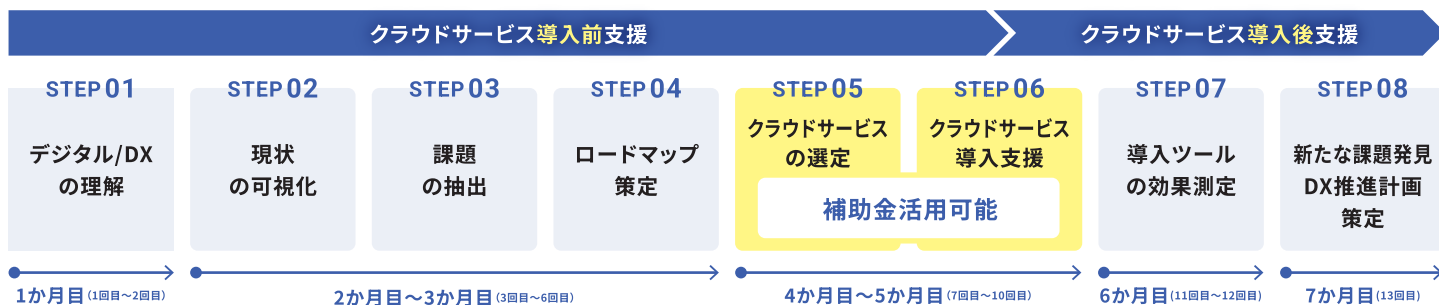 クラウドサービス導入前支援
クラウドサービス導入後支援
STEP 01
デジタル/DX
の理解
STEP 02
現状
の可視化
STEP 03
課題
の抽出
STEP 04
ロードマップ
策定
STEP 05
クラウドサービス
の選定
STEP 06
クラウドサービス
導入支援
補助金活用可能
STEP 07
導入ツール
の効果測定
STEP 08
新たな課題発見
DX推進計画
策定
1か月目(1回目〜2回目)
2か月目〜3か月目(3回目〜6回目)
4か月目〜5か月目(7回目〜10回目)
6か月目(11回目〜12回目)
7か月目(13回目)